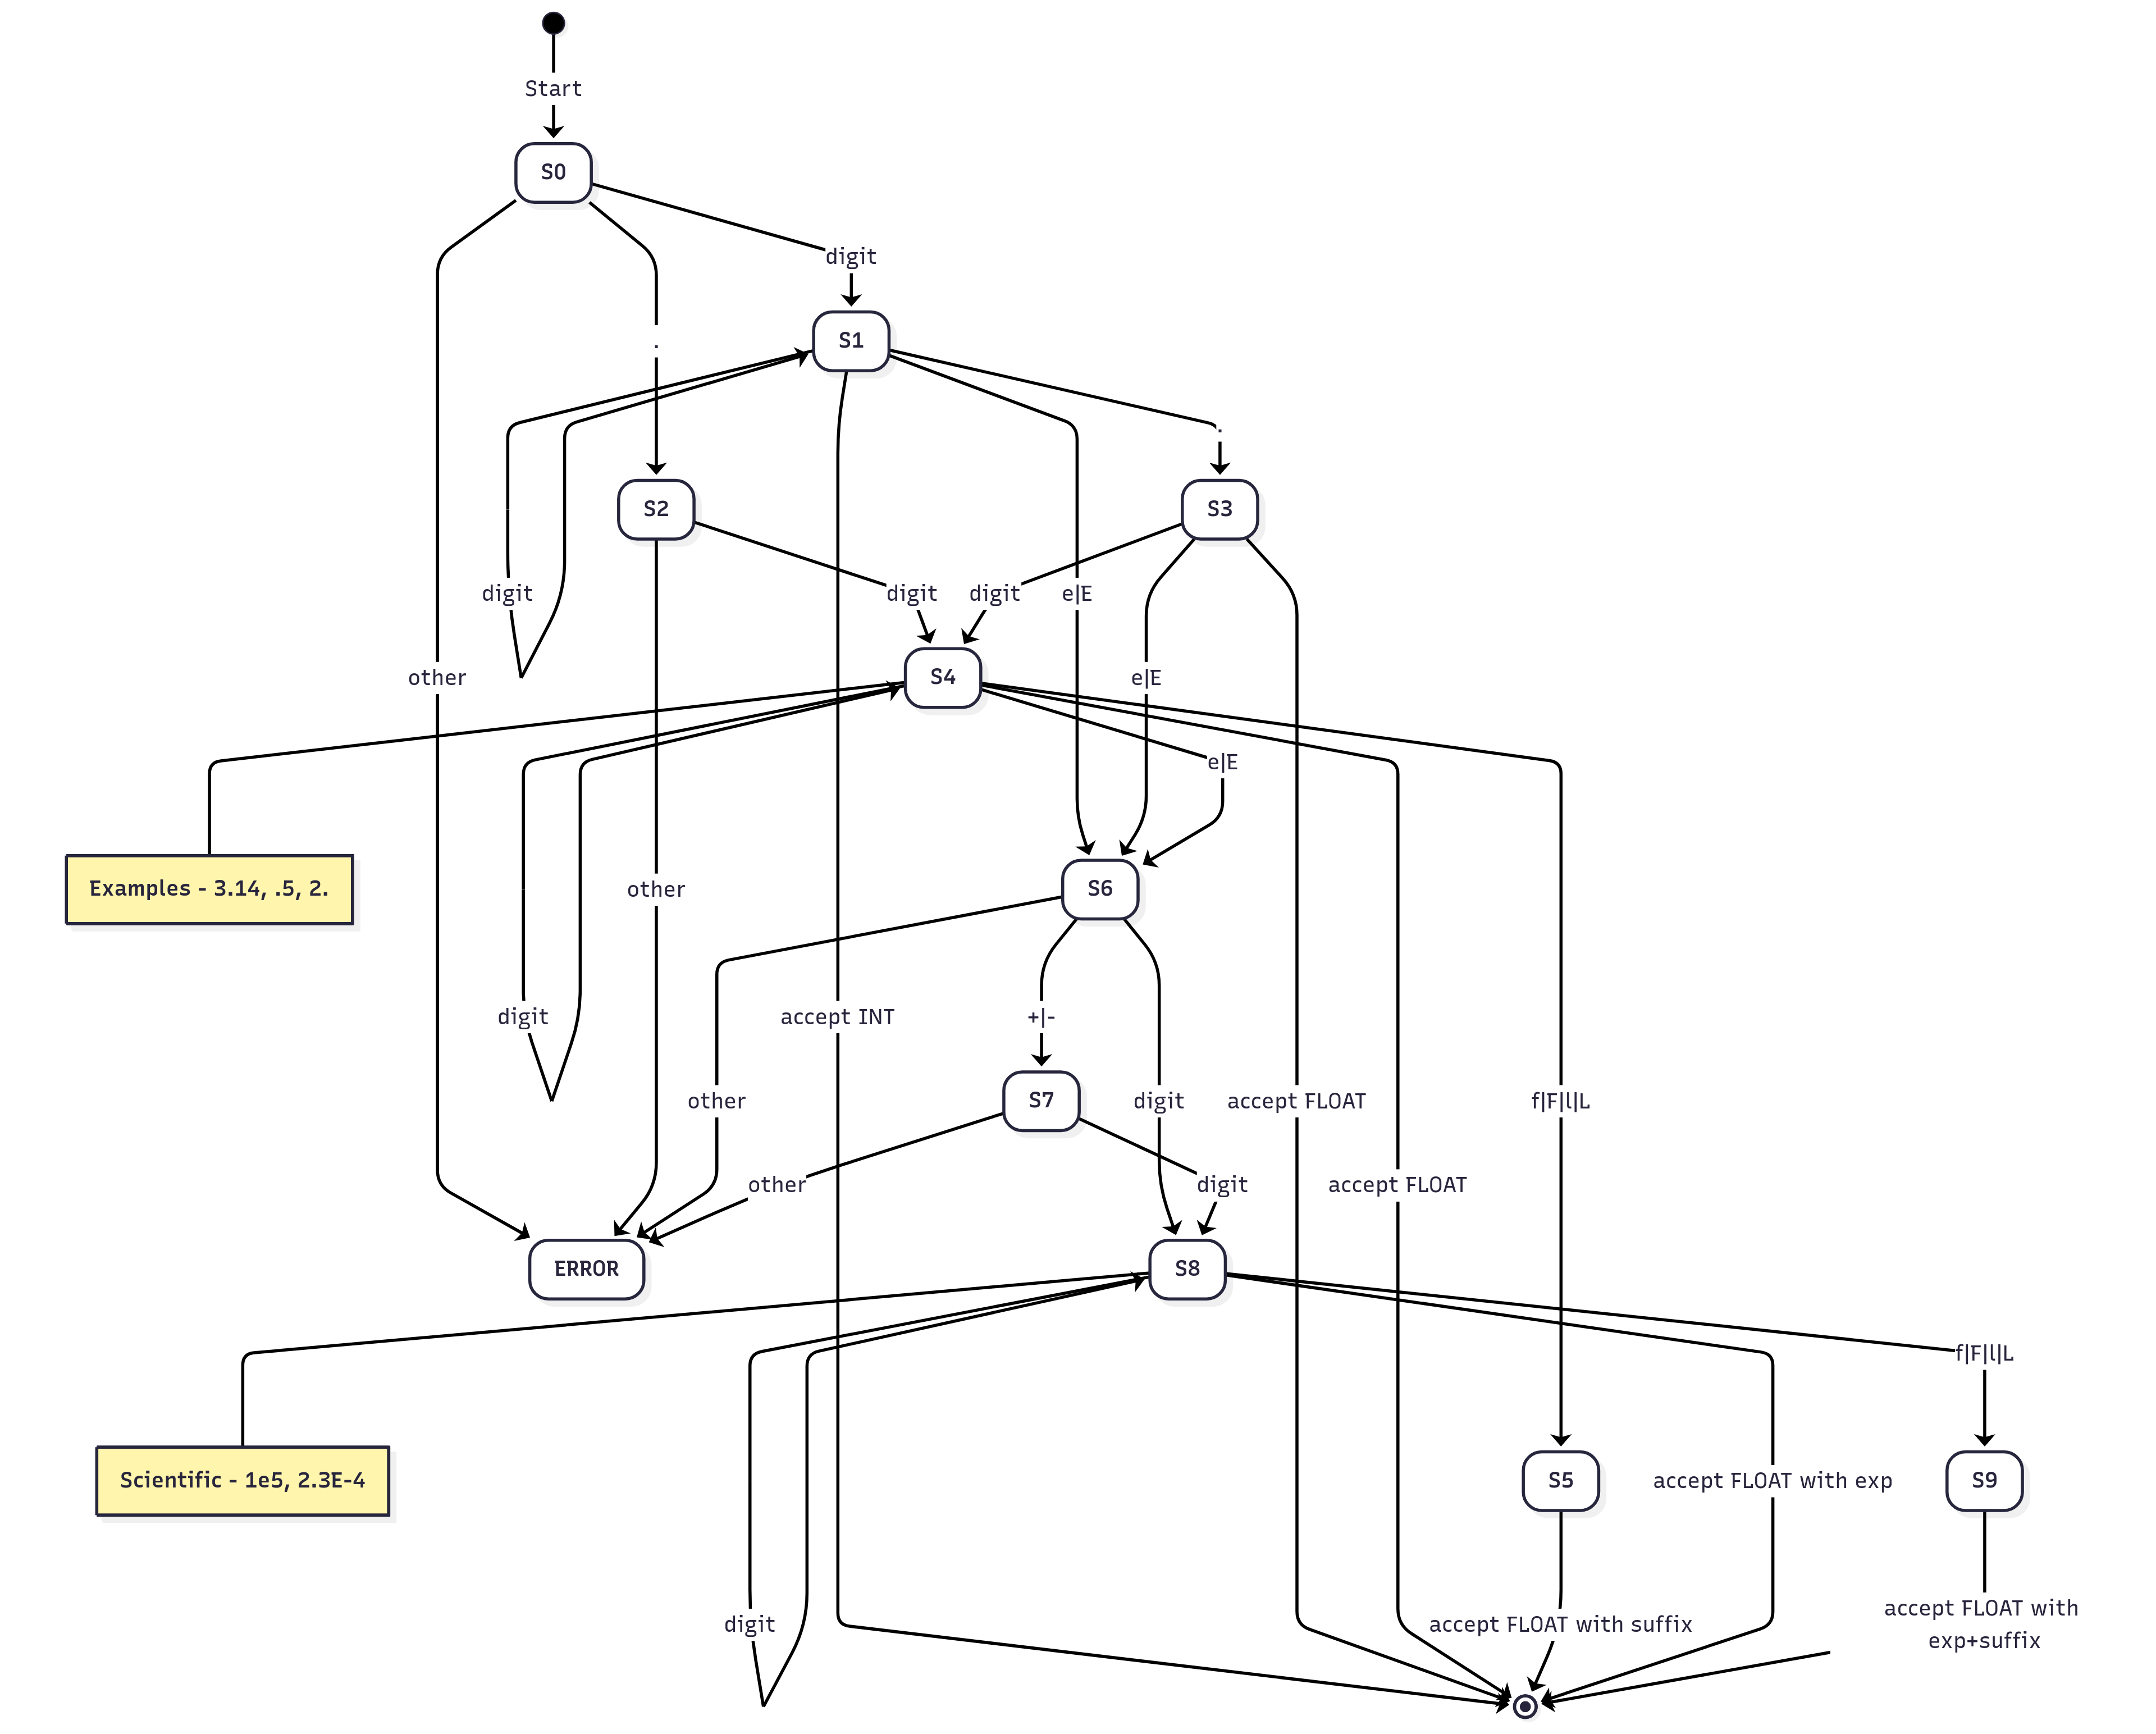 Start
S0
digit
.
S1
.
S2
S3
digit
digit
digit
e|E
other
S4
e|E
e|E
Examples - 3.14, .5, 2.
other
S6
digit
accept INT
+|-
other
S7
digit
accept FLOAT
f|F|l|L
other
digit
accept FLOAT
ERROR
S8
f|F|l|L
Scientific - 1e5, 2.3E-4
S5
accept FLOAT with exp
S9
digit
accept FLOAT with suffix
accept FLOAT with
exp+suffix